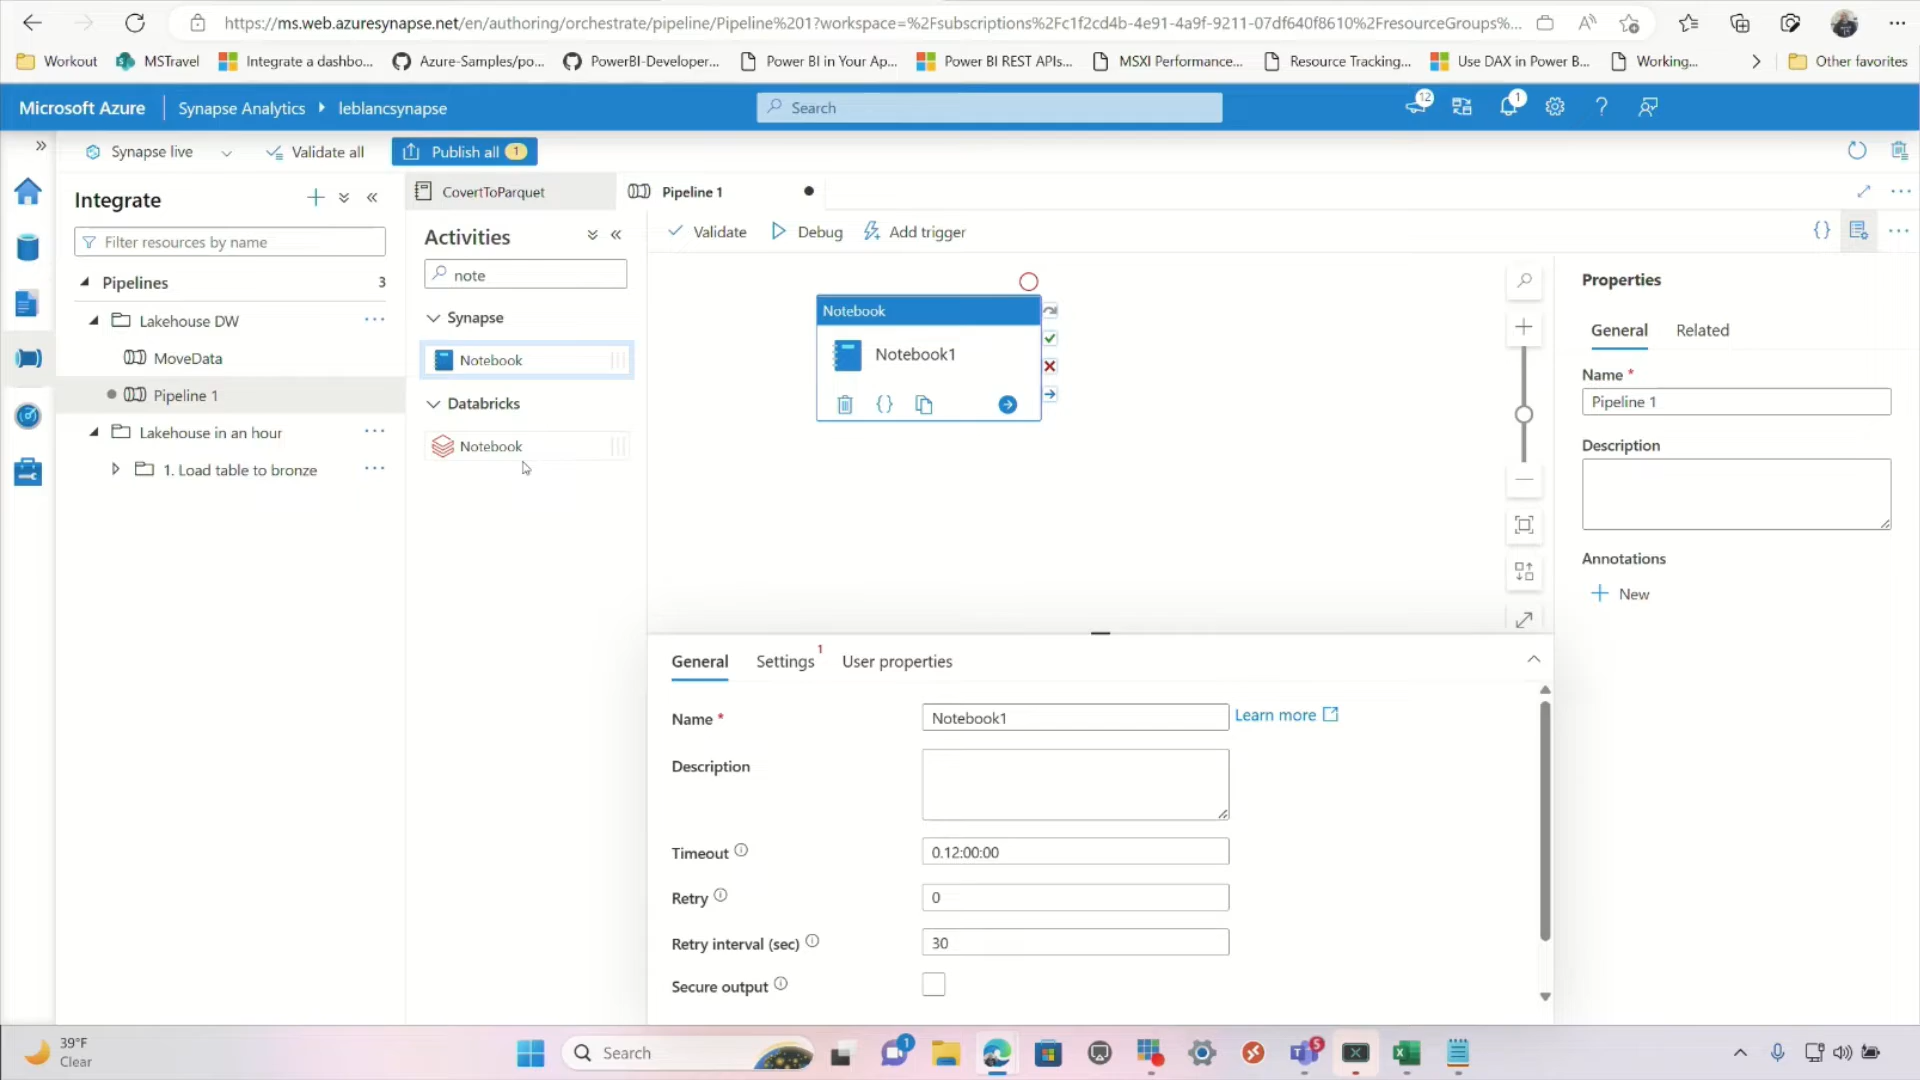 https://ms.web.azuresynapse.net/en/authoring/orchestrate/pipeline/Pipeline%201?workspace=%2Fsubscriptions%2Fc1f2cd4b-4e91-4a9f-9211-07df640f8610%2FresourceGroups%...
Workout
MSTravel
Integrate a dashbo...
Azure-Samples/po...
PowerBI-Developer...
Power BI in Your Ap...
Power BI REST APIs...
MSXI Performance...
Resource Tracking...
Use DAX in Power B...
Working...
Other favorites
Microsoft Azure
Synapse Analytics
leblancsynapse
Search
12
1
Synapse live
Validate all
Publish all 1
Integrate
Filter resources by name
Pipelines 3
Lakehouse DW
MoveData
Pipeline 1
Lakehouse in an hour
1. Load table to bronze
CovertToParquet
Pipeline 1
Activities
note
Synapse
Notebook
Databricks
Notebook
Validate
Debug
Add trigger
Notebook
Notebook1
General
Settings 1
User properties
Name *
Notebook1
Learn more
Description
Timeout
0.12:00:00
Retry
0
Retry interval (sec)
30
Secure output
Properties
General
Related
Name *
Pipeline 1
Description
Annotations
New
39°F
Clear
Search
1
5